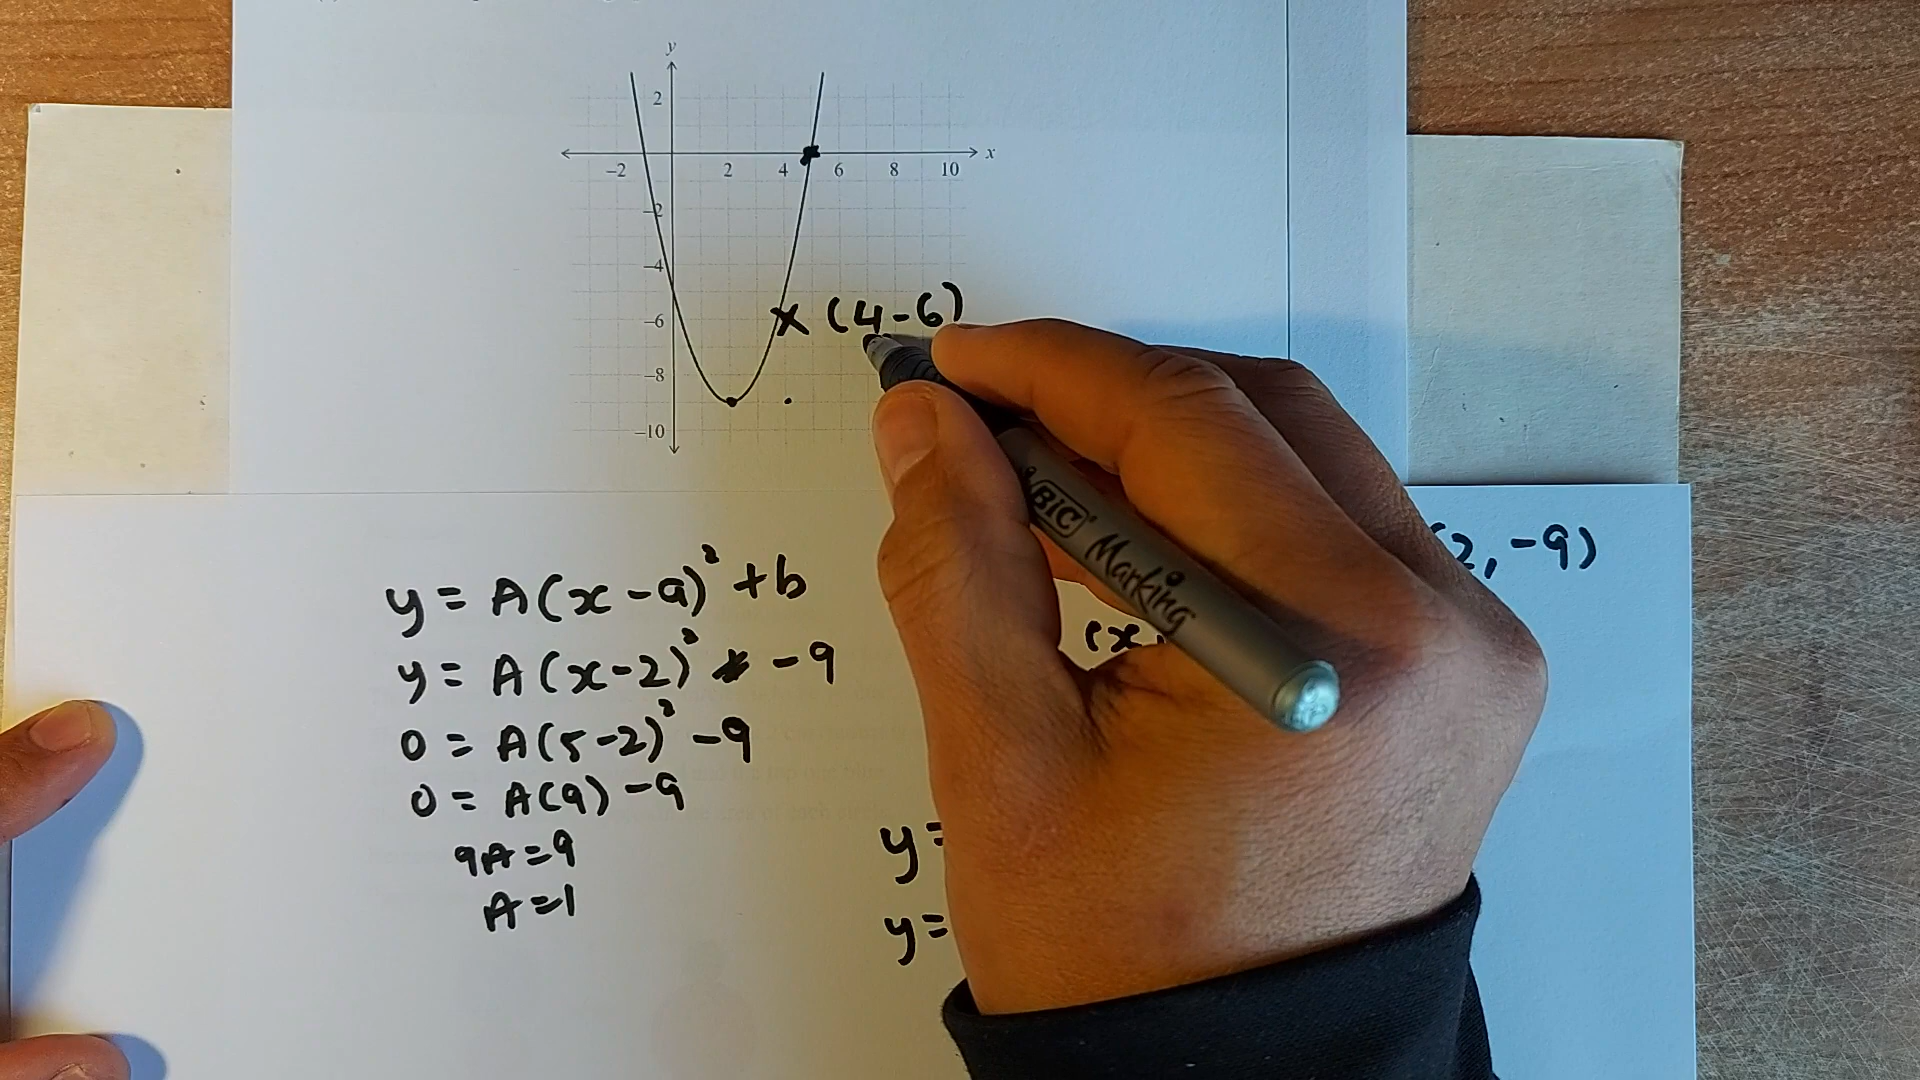 y
2
-2 2 4 6 8 10 x
-2
-4
-6 × (4-6)
-8
-10
BIC Marking
(2, -9)
y = A(x-a)² + b
(x,
y = A(x-2)² -9
0 = A(5-2)² -9
0 = A(9) -9
y=
9A=9
A=1
y=